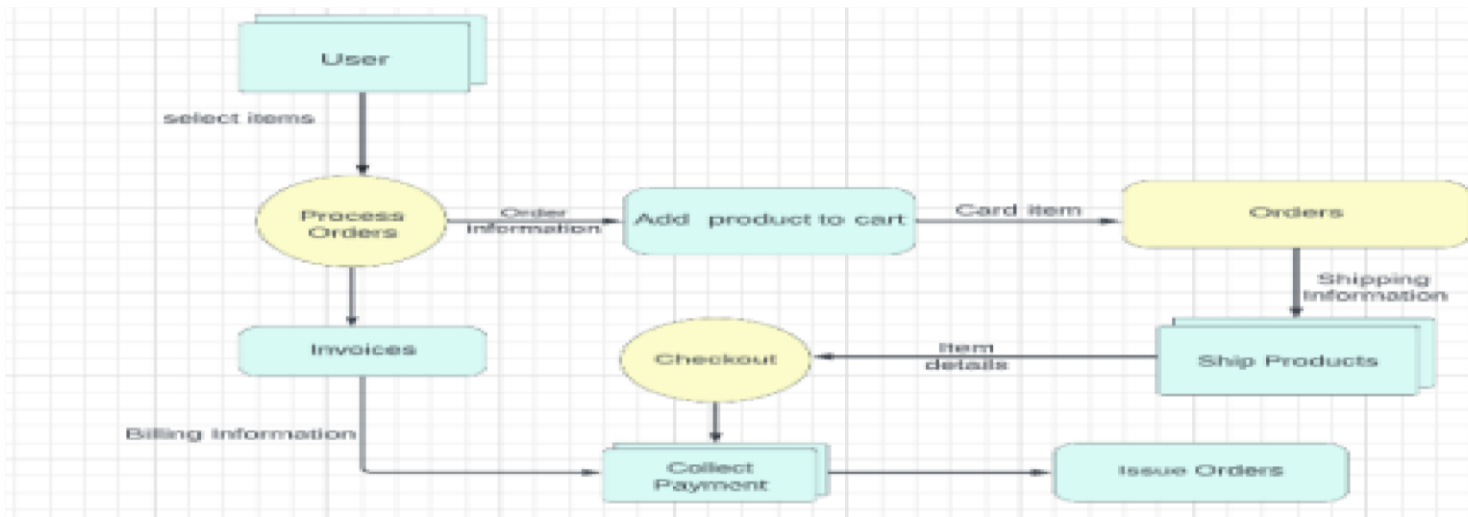 User
select items
Process
Orders
Order
information
Add product to cart
Card item
Orders
Shipping
Information
Invoices
Checkout
Item
details
Ship Products
Billing Information
Collect
Payment
Issue Orders